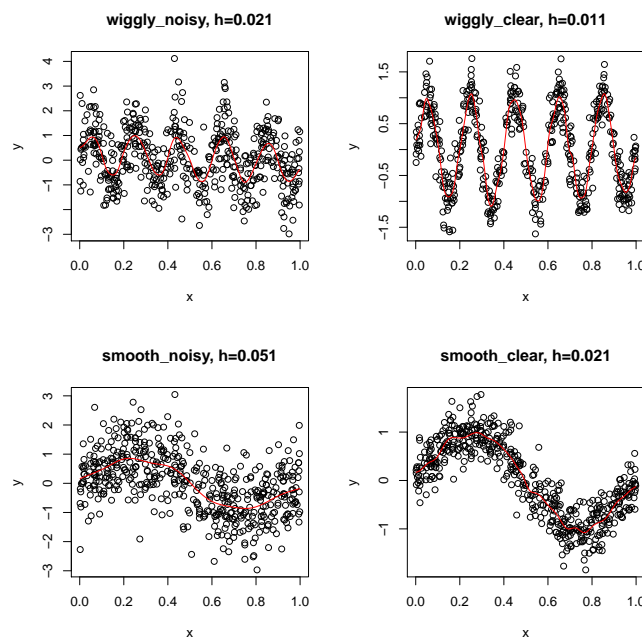 wiggly_noisy, h=0.021
y
4
3
2
1
0
−1
−3
0.0 0.2 0.4 0.6 0.8 1.0
x
wiggly_clear, h=0.011
y
1.5
0.5
−0.5
−1.5
0.0 0.2 0.4 0.6 0.8 1.0
x
smooth_noisy, h=0.051
y
3
2
1
0
−1
−2
−3
0.0 0.2 0.4 0.6 0.8 1.0
x
smooth_clear, h=0.021
y
1
0
−1
0.0 0.2 0.4 0.6 0.8 1.0
x